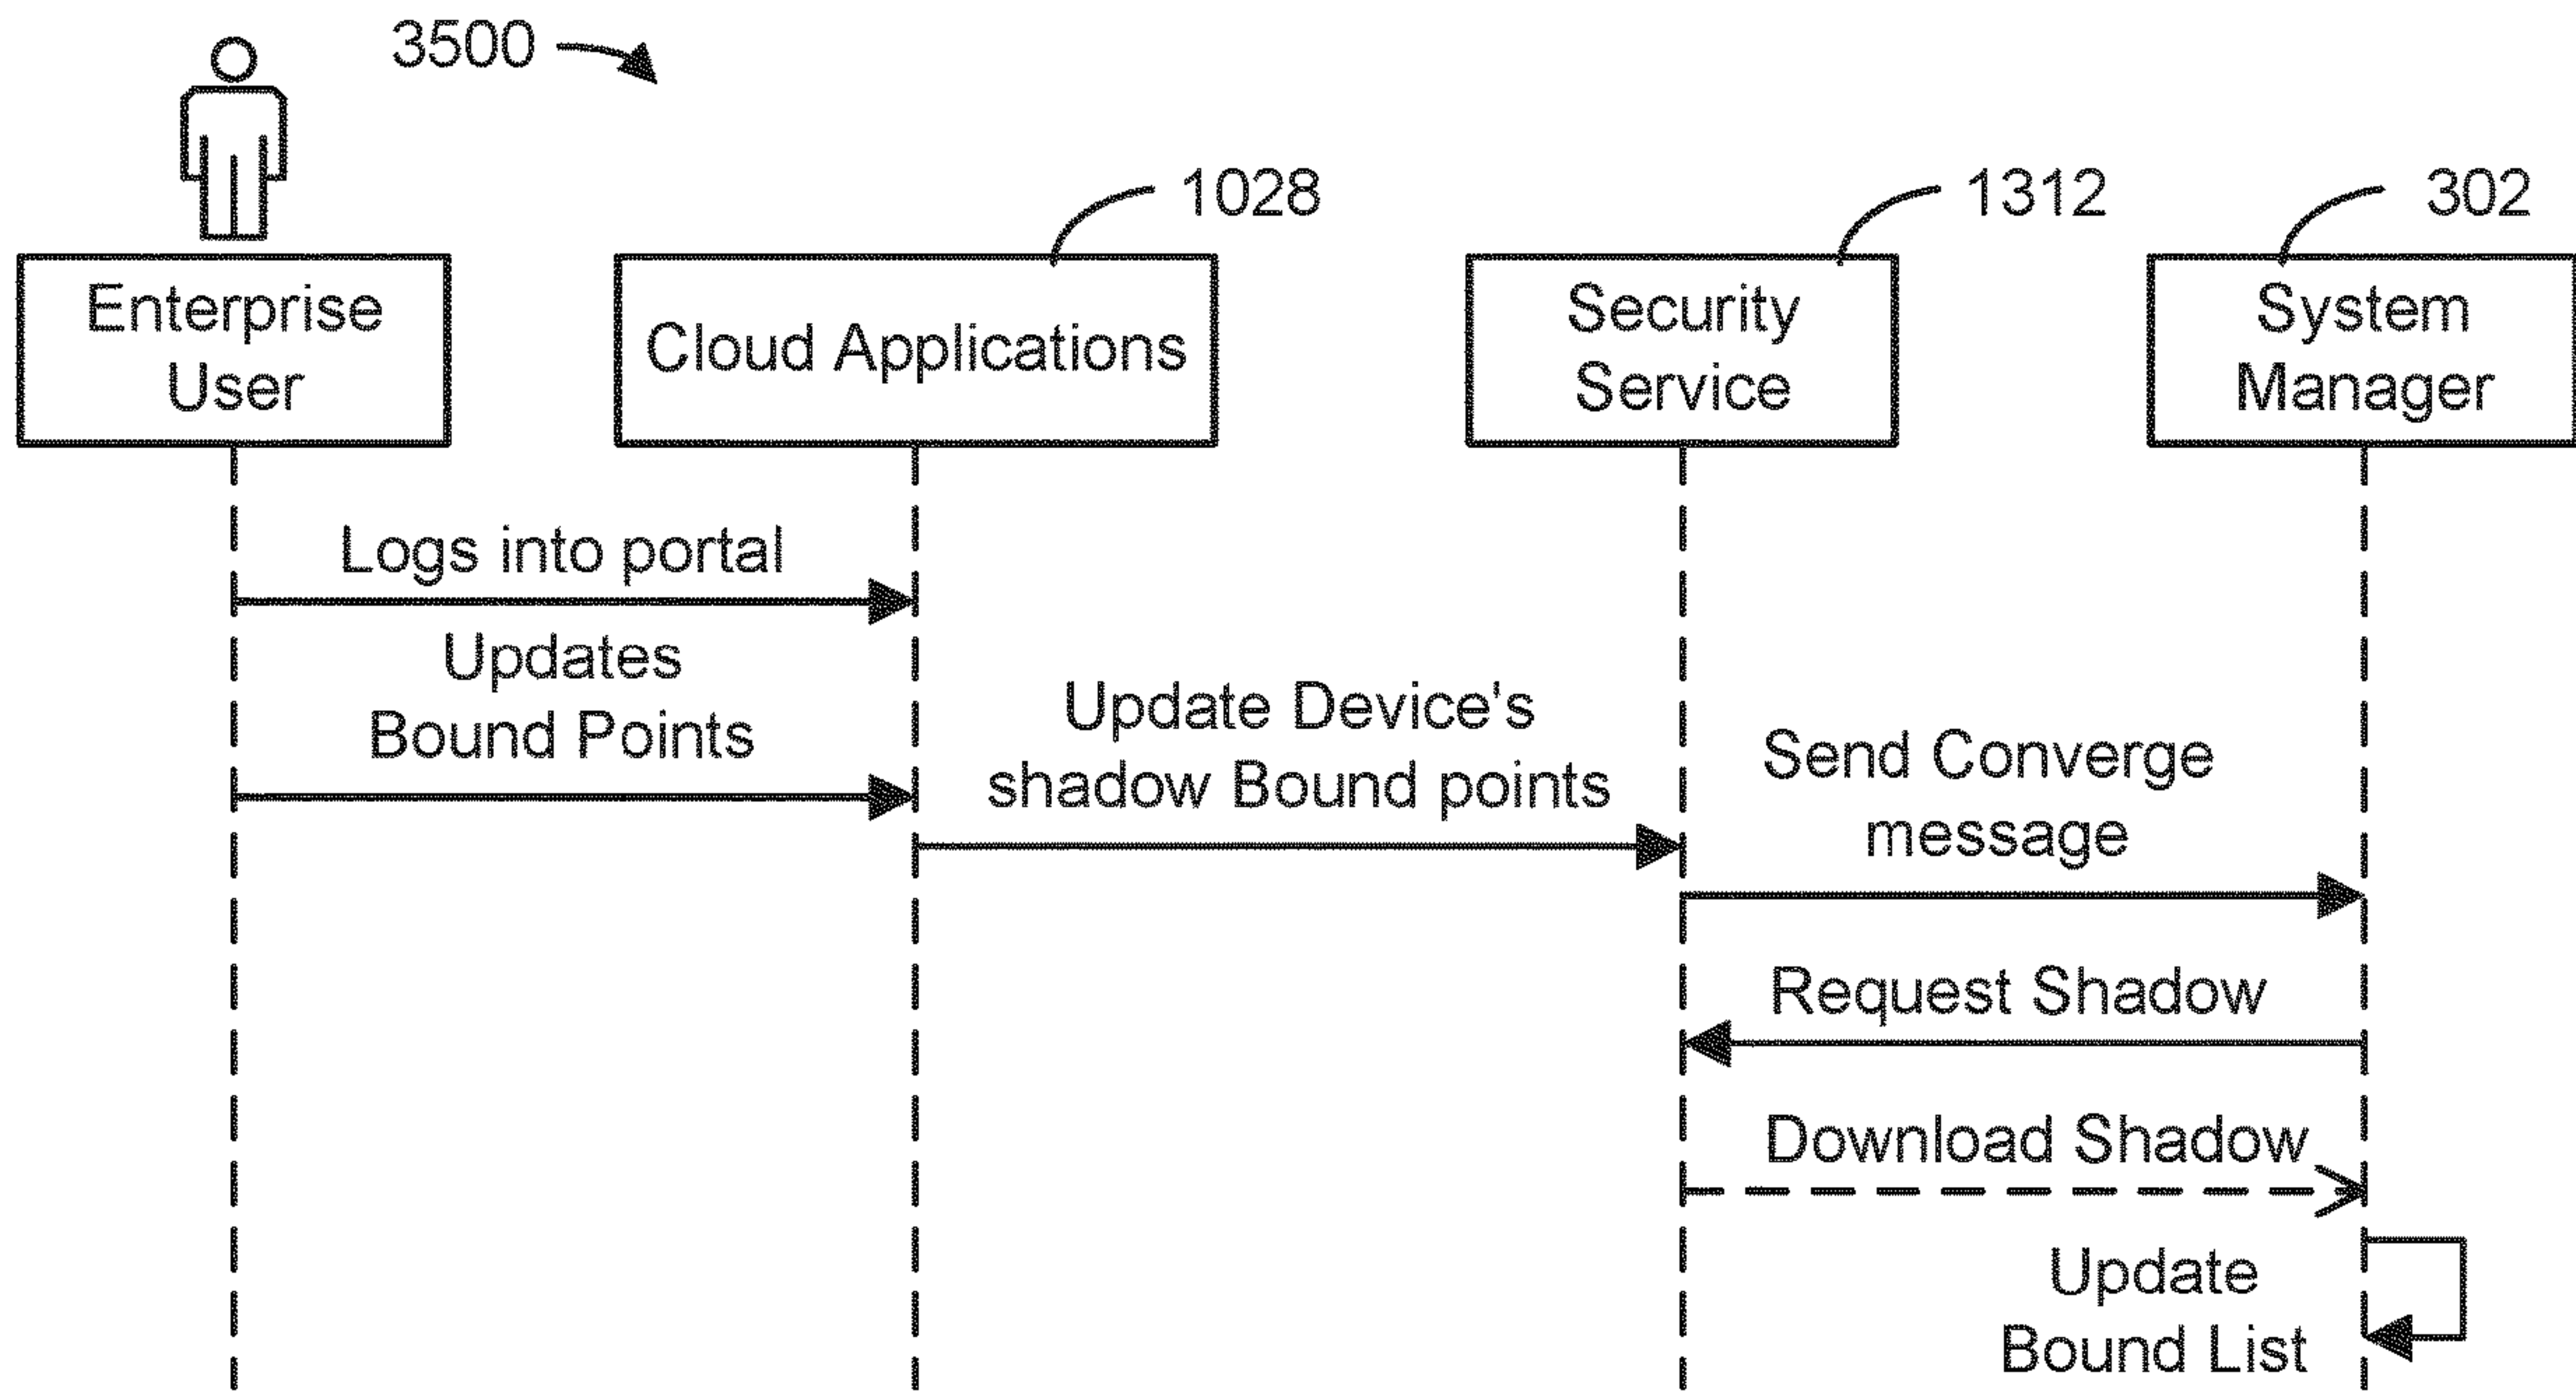 3500
1028
1312
302
Enterprise
User
Cloud Applications
Security
Service
System
Manager
Logs into portal
Updates
Bound Points
Update Device's
shadow Bound points
Send Converge
message
Request Shadow
Download Shadow
Update
Bound List